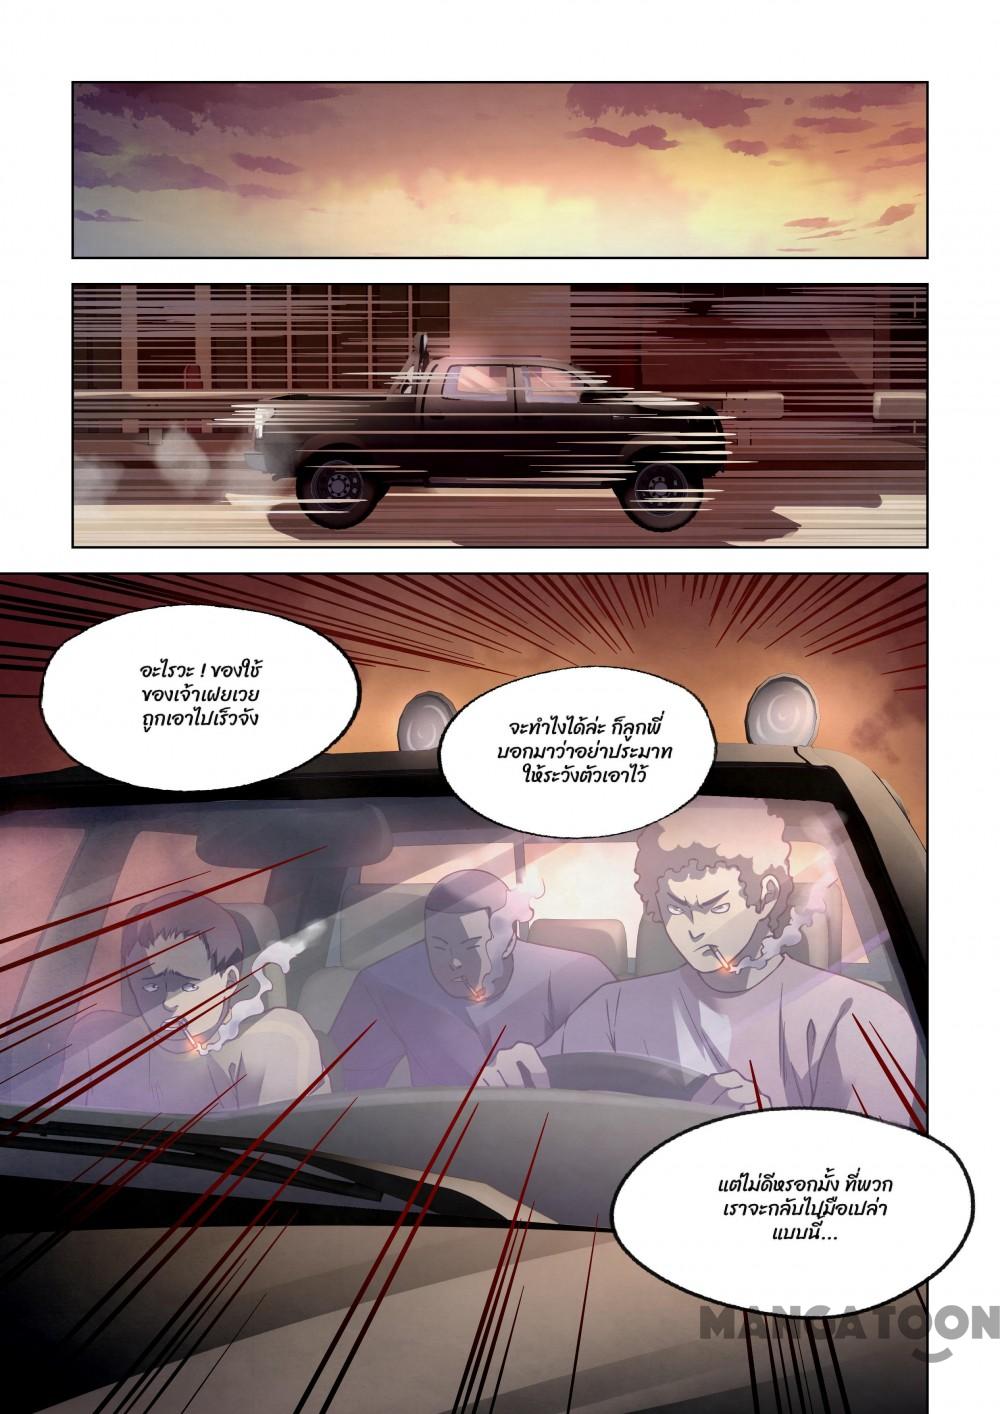 อะไรวะ ! ของใช้
ของเจ้าเฝยเวย
ถูกเอาไปเร็วจัง
จะทำไงได้ล่ะ ก็ลูกพี่
บอกมาว่าอย่าประมาท
ให้ระวังตัวเอาไว้
แต่ไม่ดีหรอกมั้ง ที่พวก
เราจะกลับไปมือเปล่า
แบบนี้...
MANGATOON